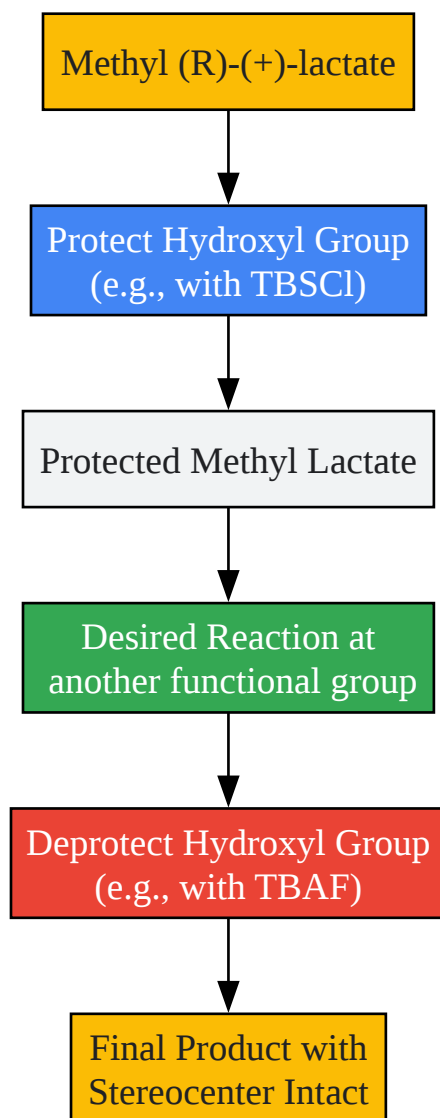 Methyl (R)-(+)-lactate
Protect Hydroxyl Group
(e.g., with TBSCl)
Protected Methyl Lactate
Desired Reaction at
another functional group
Deprotect Hydroxyl Group
(e.g., with TBAF)
Final Product with
Stereocenter Intact